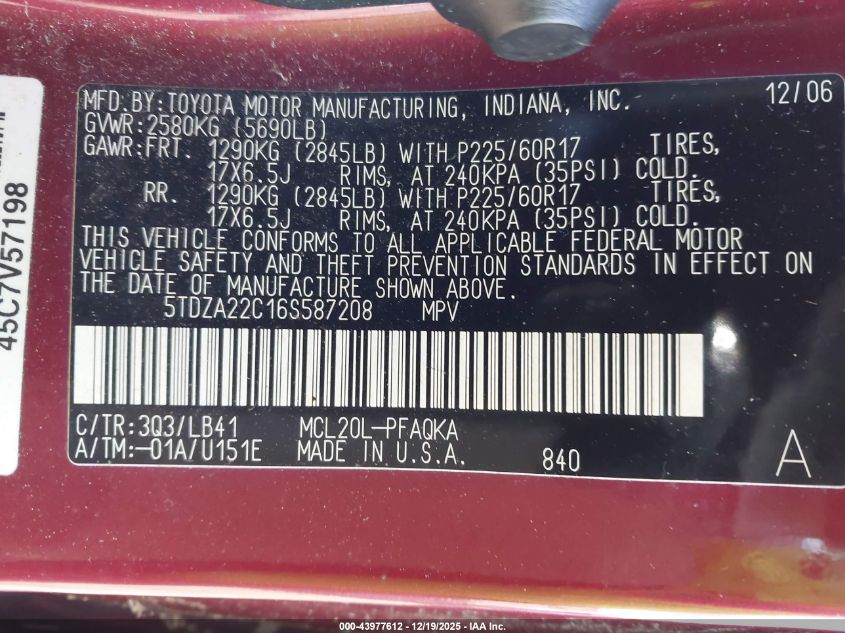 MFD.BY:TOYOTA MOTOR MANUFACTURING, INDIANA, INC. 12/06
GVWR:2580KG (5690LB)
GAWR:FRT. 1290KG (2845LB) WITH P225/60R17 TIRES,
17X6.5J RIMS, AT 240KPA (35PSI) COLD.
RR. 1290KG (2845LB) WITH P225/60R17 TIRES,
17X6.5J RIMS, AT 240KPA (35PSI) COLD.
THIS VEHICLE CONFORMS TO ALL APPLICABLE FEDERAL MOTOR
VEHICLE SAFETY AND THEFT PREVENTION STANDARDS IN EFFECT ON
THE DATE OF MANUFACTURE SHOWN ABOVE.
5TDZA22C16S587208 MPV
C/TR:3Q3/LB41 MCL20L-PFAQKA
A/TM:-01A/U151E MADE IN U.S.A. 840 A
45C7V57198
000-43977612 - 12/19/2025 - IAA Inc.